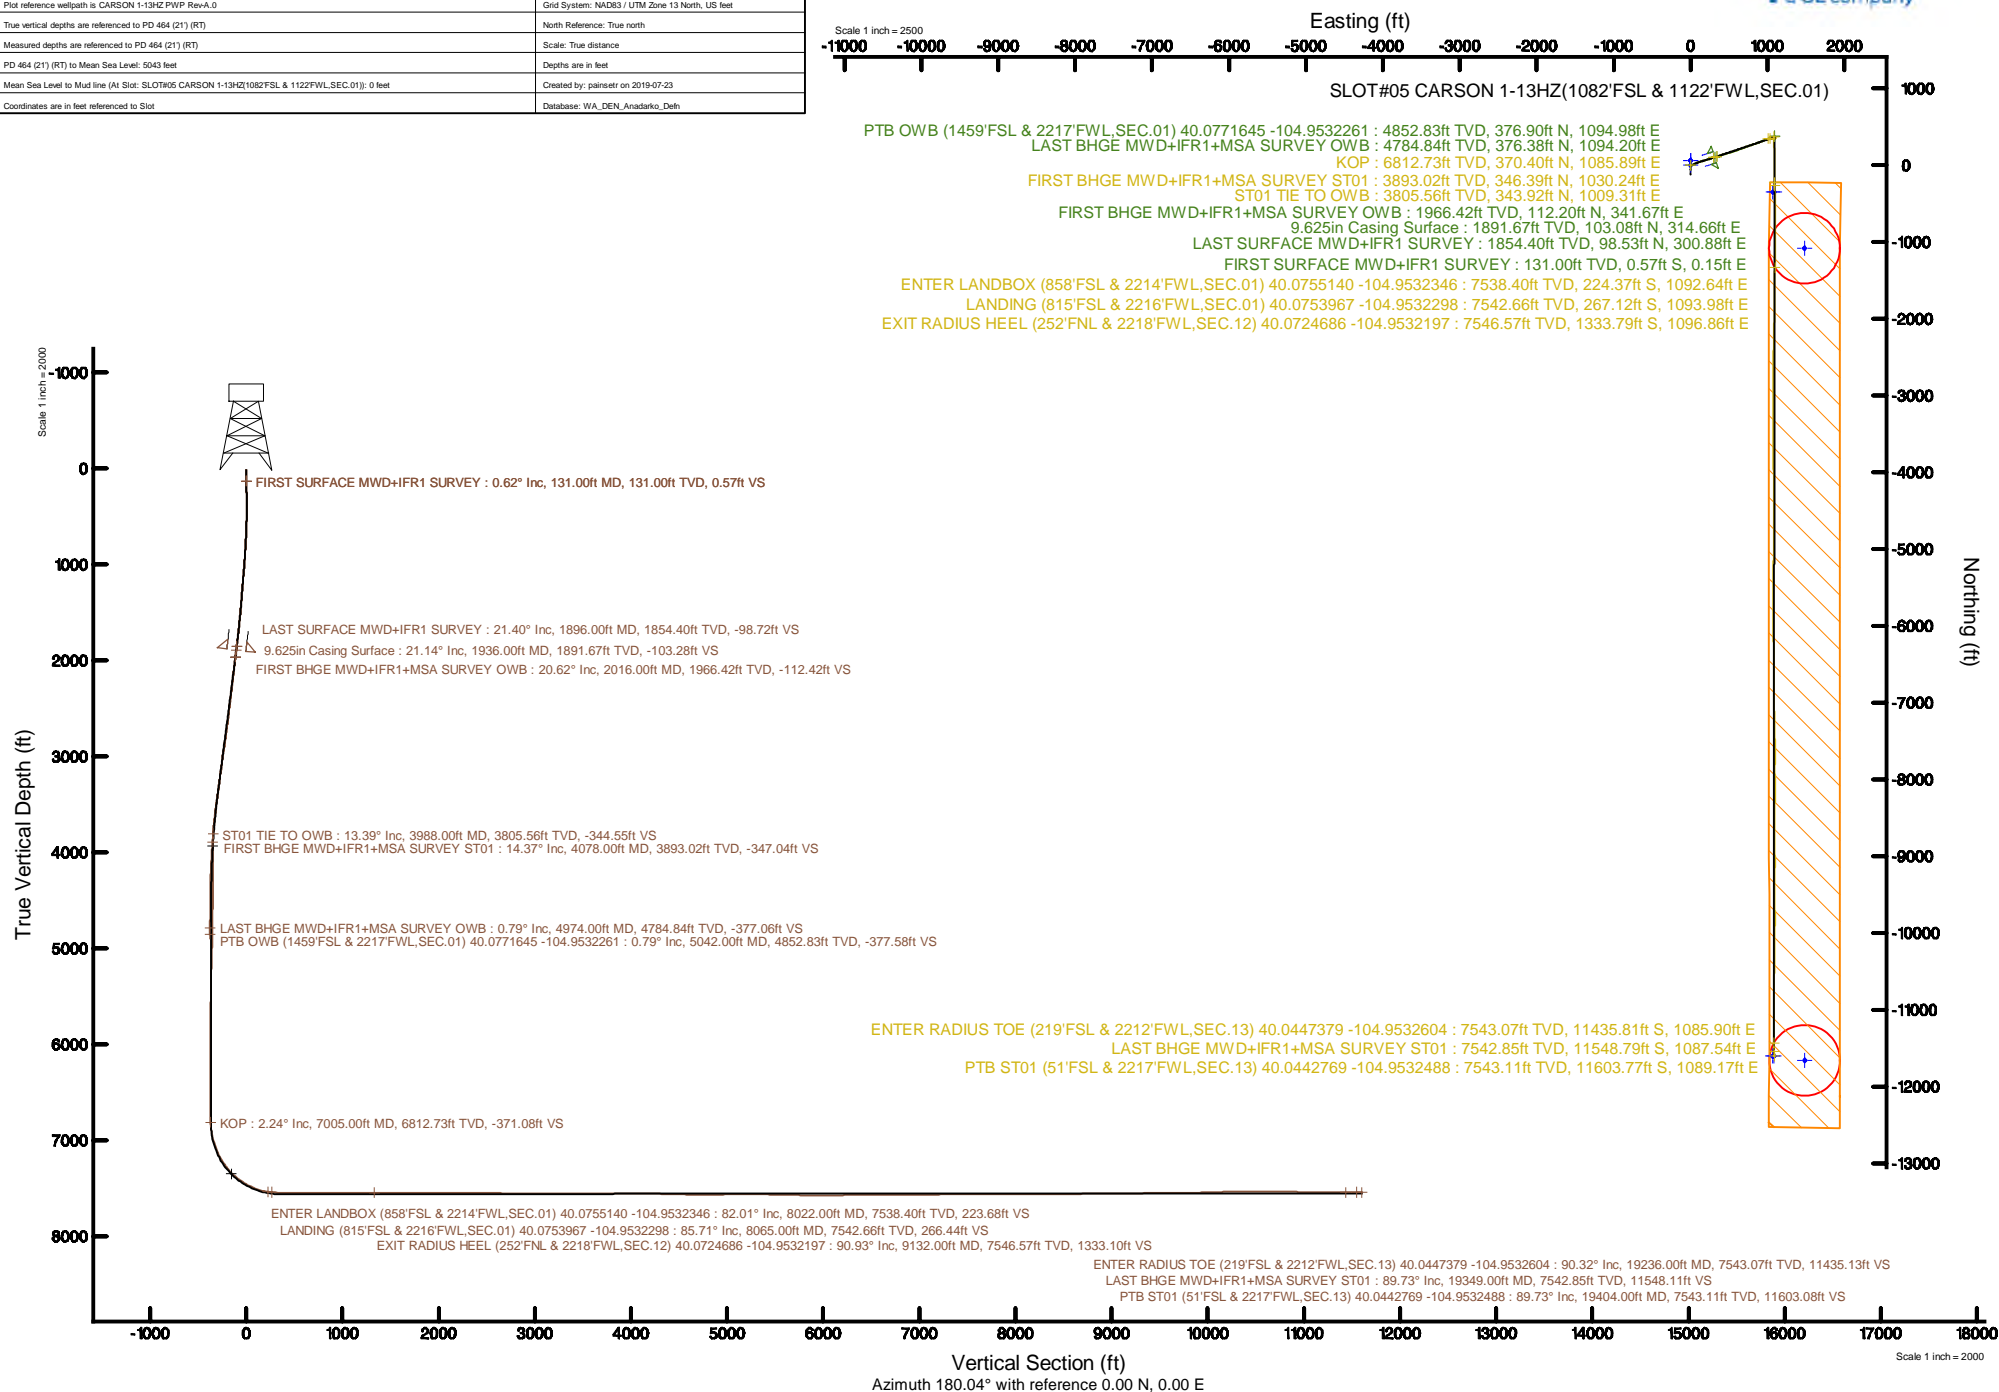 Plot reference wellpath is CARSON 1-13HZ PWP Rev-A.0
Grid System: NAD83 / UTM Zone 13 North, US feet
True vertical depths are referenced to PD 464 (21') (RT)
North Reference: True north
Measured depths are referenced to PD 464 (21') (RT)
Scale: True distance
PD 464 (21') (RT) to Mean Sea Level: 5043 feet
Depths are in feet
Mean Sea Level to Mud line (At Slot: SLOT#05 CARSON 1-13HZ(1082'FSL & 1122'FWL,SEC.01)): 0 feet
Created by: painsetr on 2019-07-23
Coordinates are in feet referenced to Slot
Database: WA_DEN_Anadarko_Defn
a GE company
Easting (ft)
Scale 1 inch = 2500
-11000 -10000 -9000 -8000 -7000 -6000 -5000 -4000 -3000 -2000 -1000 0 1000 2000
SLOT#05 CARSON 1-13HZ(1082'FSL & 1122'FWL,SEC.01)
PTB OWB (1459'FSL & 2217'FWL,SEC.01) 40.0771645 -104.9532261 : 4852.83ft TVD, 376.90ft N, 1094.98ft E
LAST BHGE MWD+IFR1+MSA SURVEY OWB : 4784.84ft TVD, 376.38ft N, 1094.20ft E
KOP : 6812.73ft TVD, 370.40ft N, 1085.89ft E
FIRST BHGE MWD+IFR1+MSA SURVEY ST01 : 3893.02ft TVD, 346.39ft N, 1030.24ft E
ST01 TIE TO OWB : 3805.56ft TVD, 343.92ft N, 1009.31ft E
FIRST BHGE MWD+IFR1+MSA SURVEY OWB : 1966.42ft TVD, 112.20ft N, 341.67ft E
9.625in Casing Surface : 1891.67ft TVD, 103.08ft N, 314.66ft E
LAST SURFACE MWD+IFR1 SURVEY : 1854.40ft TVD, 98.53ft N, 300.88ft E
FIRST SURFACE MWD+IFR1 SURVEY : 131.00ft TVD, 0.57ft S, 0.15ft E
ENTER LANDBOX (858'FSL & 2214'FWL,SEC.01) 40.0755140 -104.9532346 : 7538.40ft TVD, 224.37ft S, 1092.64ft E
LANDING (815'FSL & 2216'FWL,SEC.01) 40.0753967 -104.9532298 : 7542.66ft TVD, 267.12ft S, 1093.98ft E
EXIT RADIUS HEEL (252'FNL & 2218'FWL,SEC.12) 40.0724686 -104.9532197 : 7546.57ft TVD, 1333.79ft S, 1096.86ft E
ENTER RADIUS TOE (219'FSL & 2212'FWL,SEC.13) 40.0447379 -104.9532604 : 7543.07ft TVD, 11435.81ft S, 1085.90ft E
LAST BHGE MWD+IFR1+MSA SURVEY ST01 : 7542.85ft TVD, 11548.79ft S, 1087.54ft E
PTB ST01 (51'FSL & 2217'FWL,SEC.13) 40.0442769 -104.9532488 : 7543.11ft TVD, 11603.77ft S, 1089.17ft E
1000
0
-1000
-2000
-3000
-4000
-5000
-6000
-7000
-8000
-9000
-10000
-11000
-12000
-13000
Northing (ft)
Scale 1 inch = 2000
-1000
0
1000
2000
3000
4000
5000
6000
7000
8000
True Vertical Depth (ft)
FIRST SURFACE MWD+IFR1 SURVEY : 0.62° Inc, 131.00ft MD, 131.00ft TVD, 0.57ft VS
LAST SURFACE MWD+IFR1 SURVEY : 21.40° Inc, 1896.00ft MD, 1854.40ft TVD, -98.72ft VS
9.625in Casing Surface : 21.14° Inc, 1936.00ft MD, 1891.67ft TVD, -103.28ft VS
FIRST BHGE MWD+IFR1+MSA SURVEY OWB : 20.62° Inc, 2016.00ft MD, 1966.42ft TVD, -112.42ft VS
ST01 TIE TO OWB : 13.39° Inc, 3988.00ft MD, 3805.56ft TVD, -344.55ft VS
FIRST BHGE MWD+IFR1+MSA SURVEY ST01 : 14.37° Inc, 4078.00ft MD, 3893.02ft TVD, -347.04ft VS
LAST BHGE MWD+IFR1+MSA SURVEY OWB : 0.79° Inc, 4974.00ft MD, 4784.84ft TVD, -377.06ft VS
PTB OWB (1459'FSL & 2217'FWL,SEC.01) 40.0771645 -104.9532261 : 0.79° Inc, 5042.00ft MD, 4852.83ft TVD, -377.58ft VS
KOP : 2.24° Inc, 7005.00ft MD, 6812.73ft TVD, -371.08ft VS
ENTER LANDBOX (858'FSL & 2214'FWL,SEC.01) 40.0755140 -104.9532346 : 82.01° Inc, 8022.00ft MD, 7538.40ft TVD, 223.68ft VS
LANDING (815'FSL & 2216'FWL,SEC.01) 40.0753967 -104.9532298 : 85.71° Inc, 8065.00ft MD, 7542.66ft TVD, 266.44ft VS
EXIT RADIUS HEEL (252'FNL & 2218'FWL,SEC.12) 40.0724686 -104.9532197 : 90.93° Inc, 9132.00ft MD, 7546.57ft TVD, 1333.10ft VS
ENTER RADIUS TOE (219'FSL & 2212'FWL,SEC.13) 40.0447379 -104.9532604 : 90.32° Inc, 19236.00ft MD, 7543.07ft TVD, 11435.13ft VS
LAST BHGE MWD+IFR1+MSA SURVEY ST01 : 89.73° Inc, 19349.00ft MD, 7542.85ft TVD, 11548.11ft VS
PTB ST01 (51'FSL & 2217'FWL,SEC.13) 40.0442769 -104.9532488 : 89.73° Inc, 19404.00ft MD, 7543.11ft TVD, 11603.08ft VS
-1000 0 1000 2000 3000 4000 5000 6000 7000 8000 9000 10000 11000 12000 13000 14000 15000 16000 17000 18000
Vertical Section (ft)
Scale 1 inch = 2000
Azimuth 180.04° with reference 0.00 N, 0.00 E